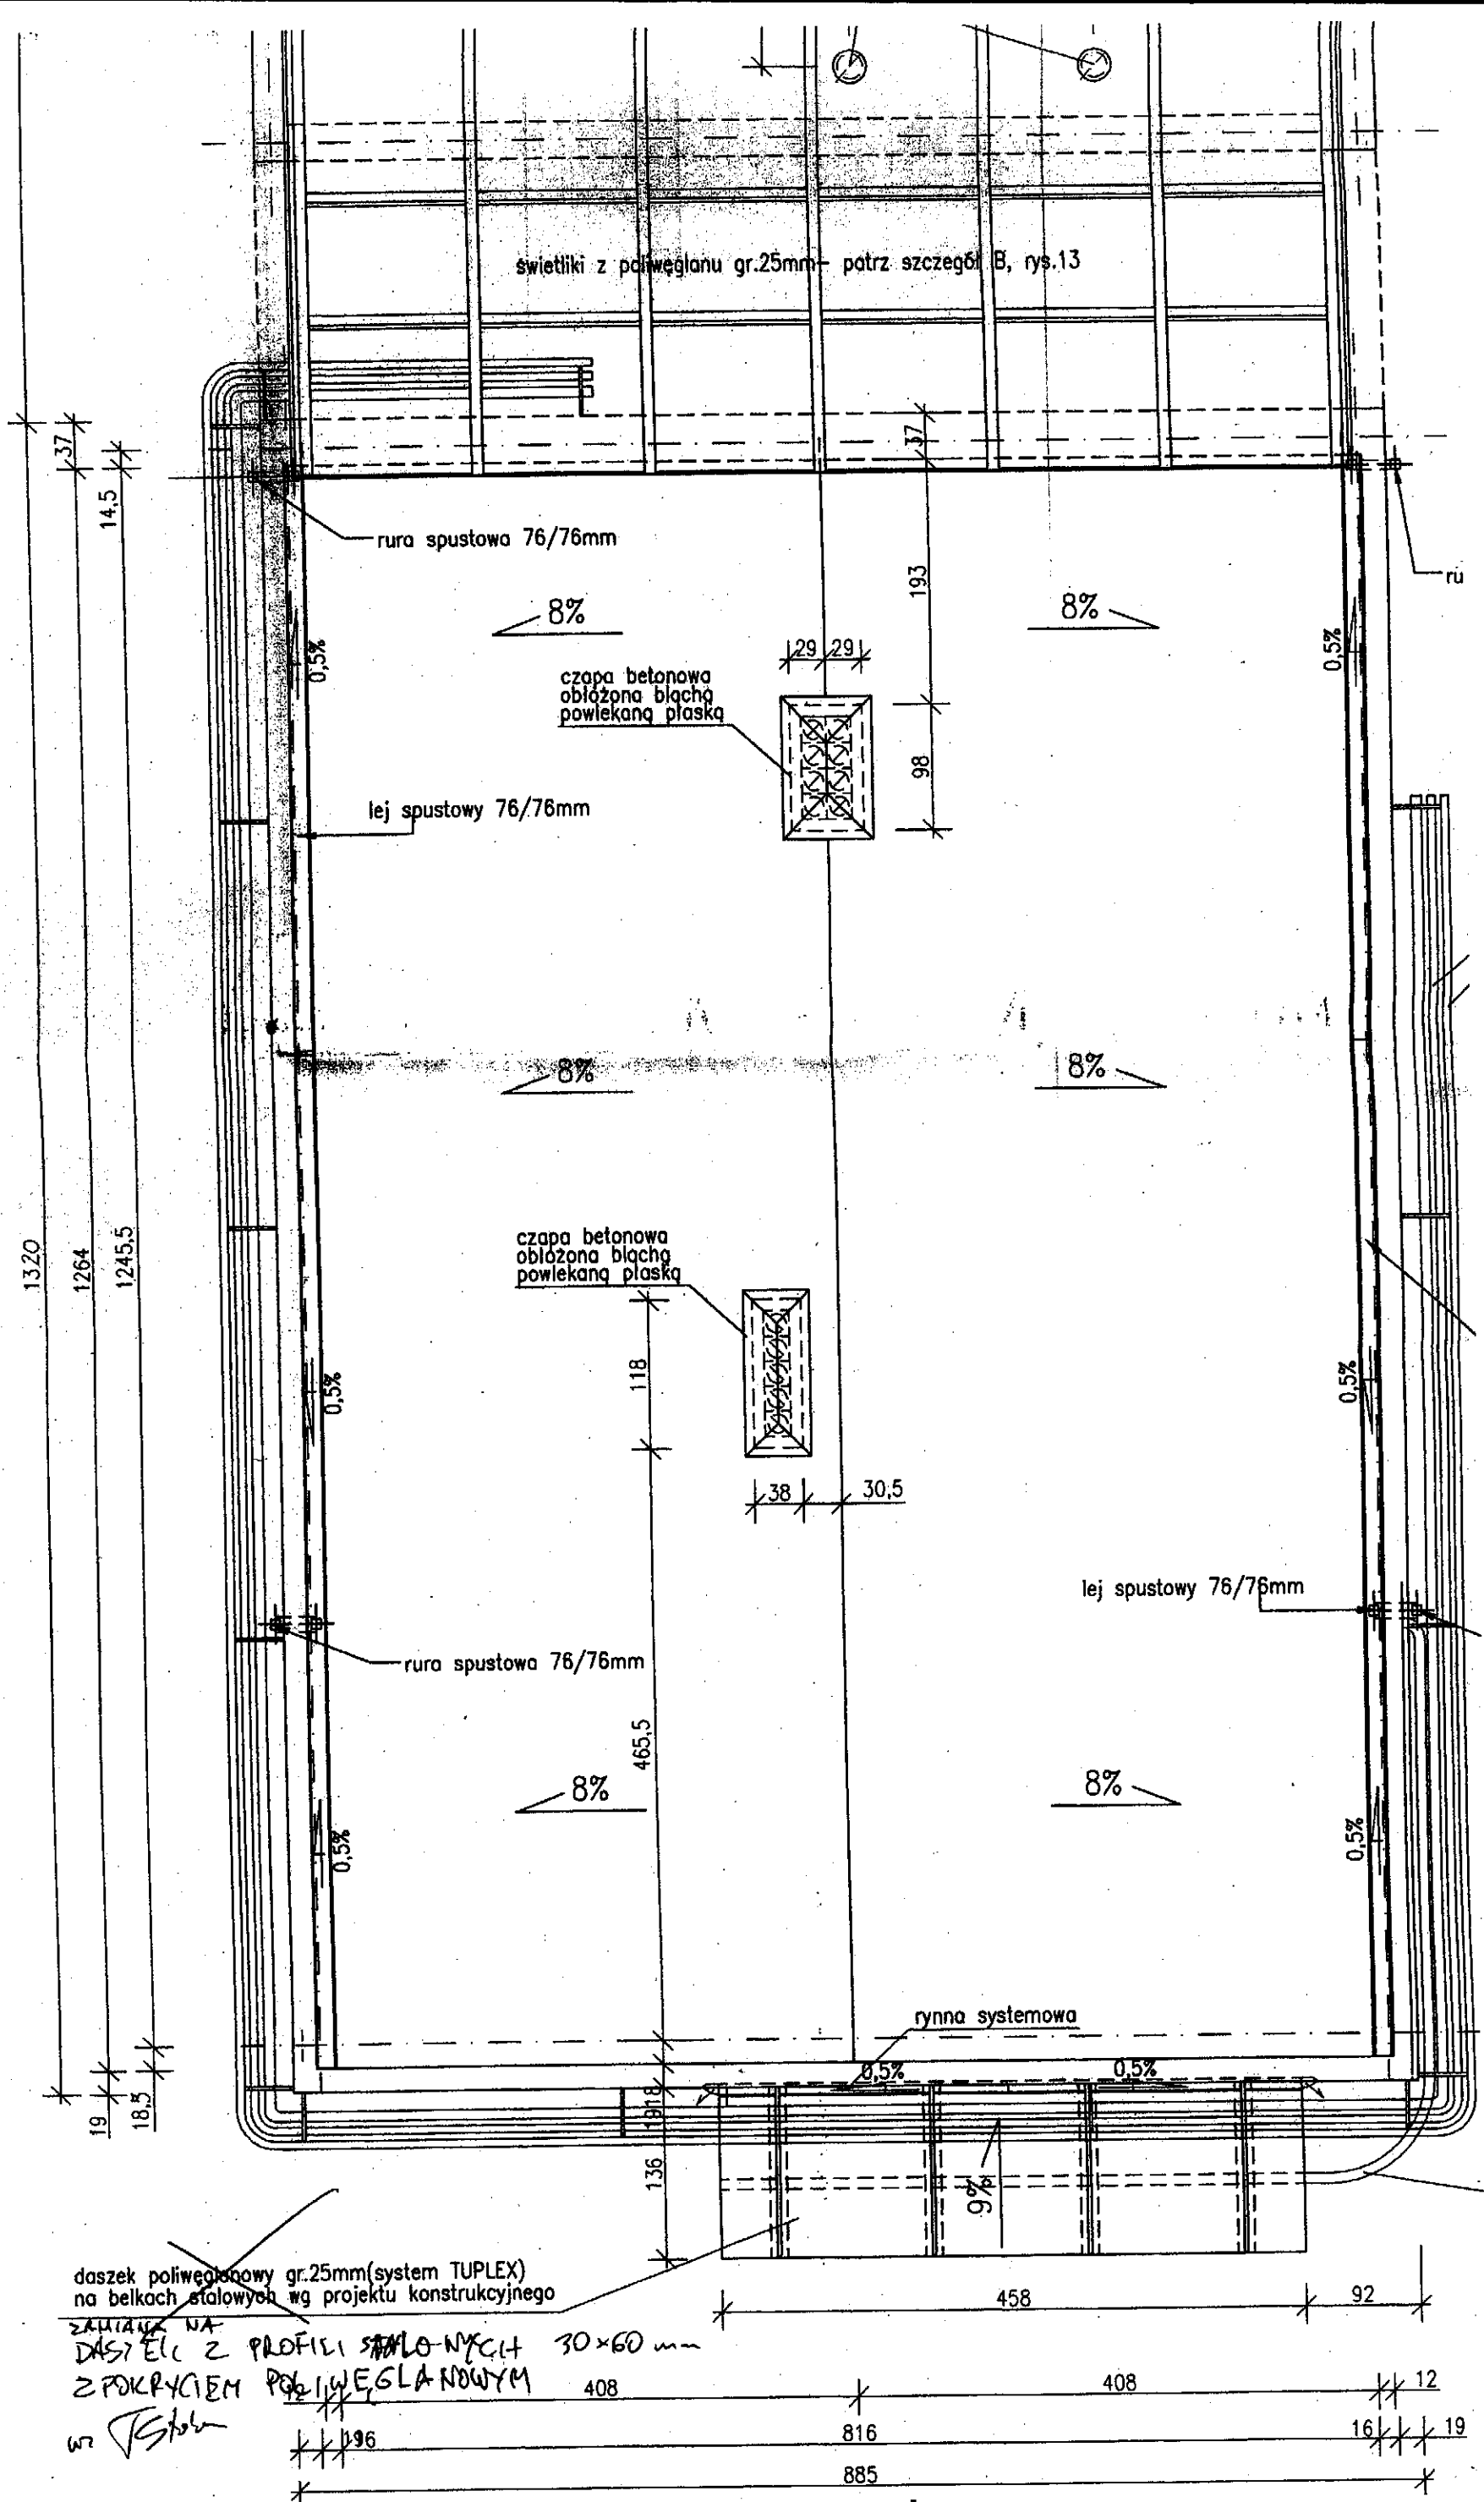 świetliki z poliwęglanu gr.25mm- patrz szczegół B, rys.13
37
37
14,5
rura spustowa 76/76mm
193
ru
8%
8%
29 29
0,5%
0,5%
czapa betonowa
obłożona blachą
powlekaną płaską
98
lej spustowy 76/76mm
8%
8%
1320
1264
1245,5
czapa betonowa
obłożona blachą
powlekaną płaską
118
0,5%
0,5%
38
30,5
lej spustowy 76/76mm
rura spustowa 76/76mm
465,5
8%
8%
0,5%
0,5%
rynna systemowa
0,5%
0,5%
19
18,5
19
18
136
9%
daszek poliwęglanowy gr.25mm(system TUPLEX)
na belkach stalowych wg projektu konstrukcyjnego
458
92
ZAMIANA NA
DASZEK Z PROFILI STALOWYCH 30×60 mm
Z POKRYCIEM POLIWĘGLANOWYM
408
408
12
816
16
19
885